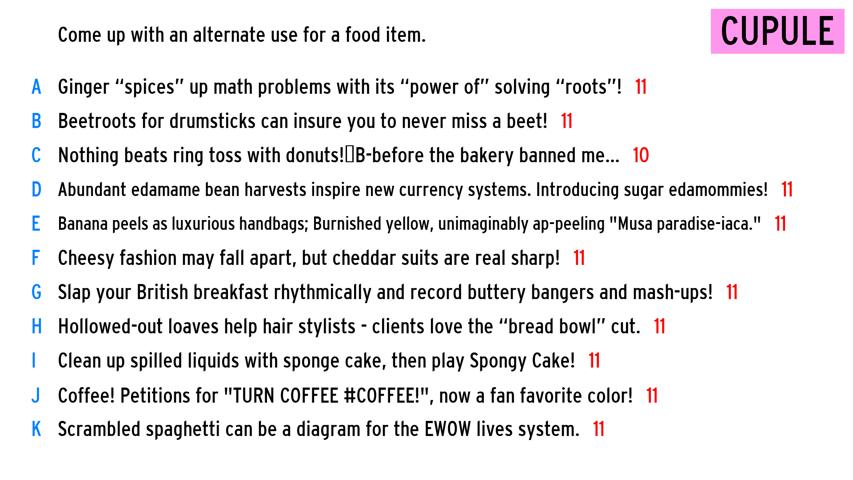 Come up with an alternate use for a food item.
CUPULE
A Ginger “spices” up math problems with its “power of” solving “roots”! 11
B Beetroots for drumsticks can insure you to never miss a beet! 11
C Nothing beats ring toss with donuts!▯B-before the bakery banned me... 10
D Abundant edamame bean harvests inspire new currency systems. Introducing sugar edamommies! 11
E Banana peels as luxurious handbags; Burnished yellow, unimaginably ap-peeling "Musa paradise-iaca." 11
F Cheesy fashion may fall apart, but cheddar suits are real sharp! 11
G Slap your British breakfast rhythmically and record buttery bangers and mash-ups! 11
H Hollowed-out loaves help hair stylists - clients love the “bread bowl” cut. 11
I Clean up spilled liquids with sponge cake, then play Spongy Cake! 11
J Coffee! Petitions for "TURN COFFEE #COFFEE!", now a fan favorite color! 11
K Scrambled spaghetti can be a diagram for the EWOW lives system. 11